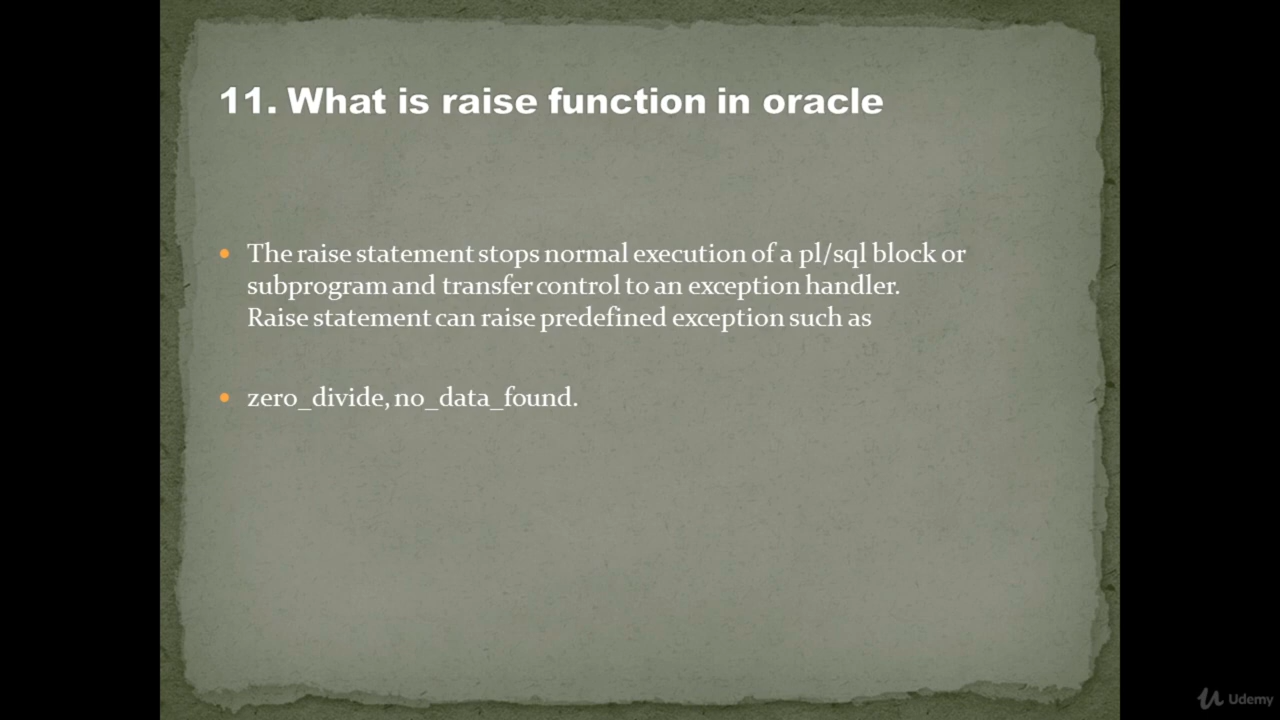 11. What is raise function in oracle
• The raise statement stops normal execution of a pl/sql block or
subprogram and transfer control to an exception handler.
Raise statement can raise predefined exception such as
• zero_divide, no_data_found.
Udemy